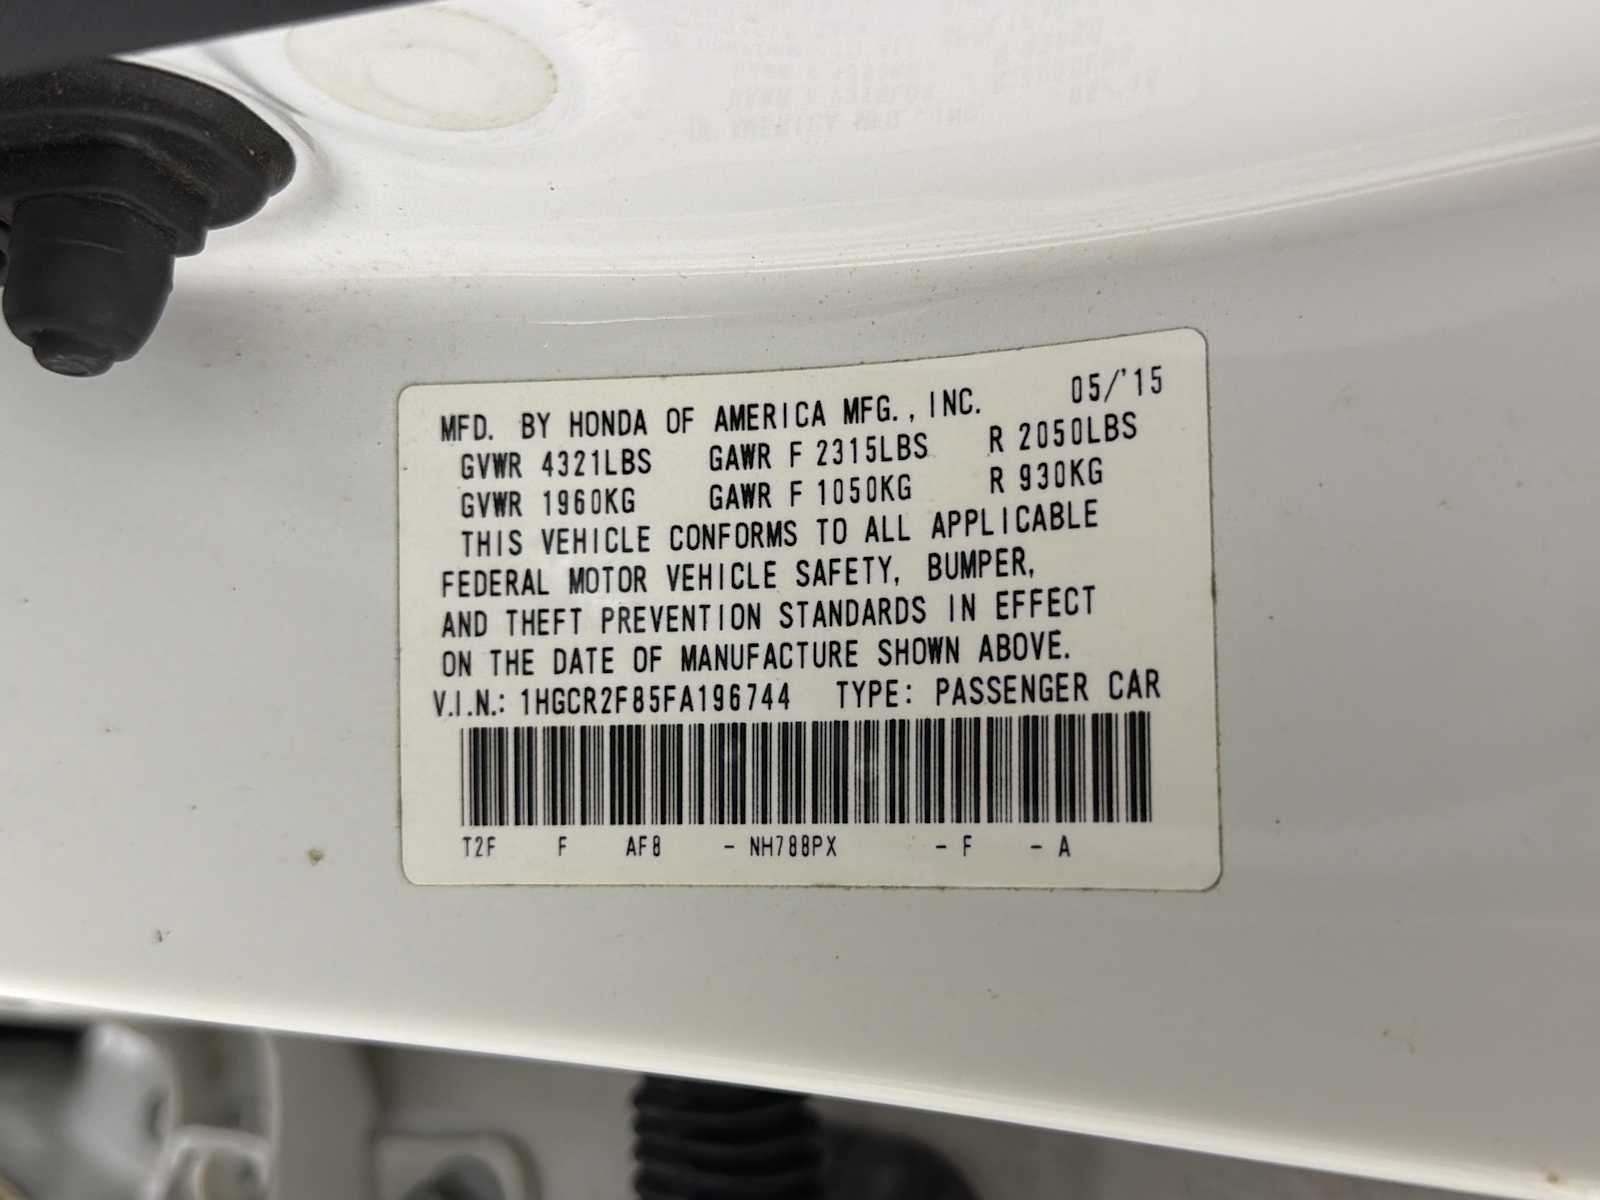 MFD. BY HONDA OF AMERICA MFG., INC. 05/'15
GVWR 4321LBS GAWR F 2315LBS R 2050LBS
GVWR 1960KG GAWR F 1050KG R 930KG
THIS VEHICLE CONFORMS TO ALL APPLICABLE
FEDERAL MOTOR VEHICLE SAFETY, BUMPER,
AND THEFT PREVENTION STANDARDS IN EFFECT
ON THE DATE OF MANUFACTURE SHOWN ABOVE.
V.I.N.: 1HGCR2F85FA196744 TYPE: PASSENGER CAR
T2F F AF8 - NH788PX - F - A